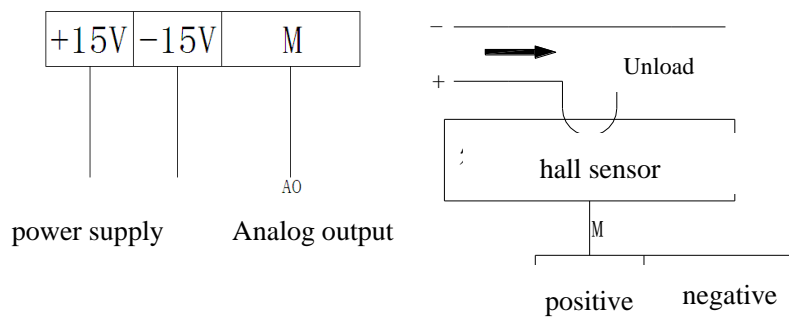 +15V -15V M
AO
power supply Analog output
−
Unload
+
hall sensor
M
positive negative